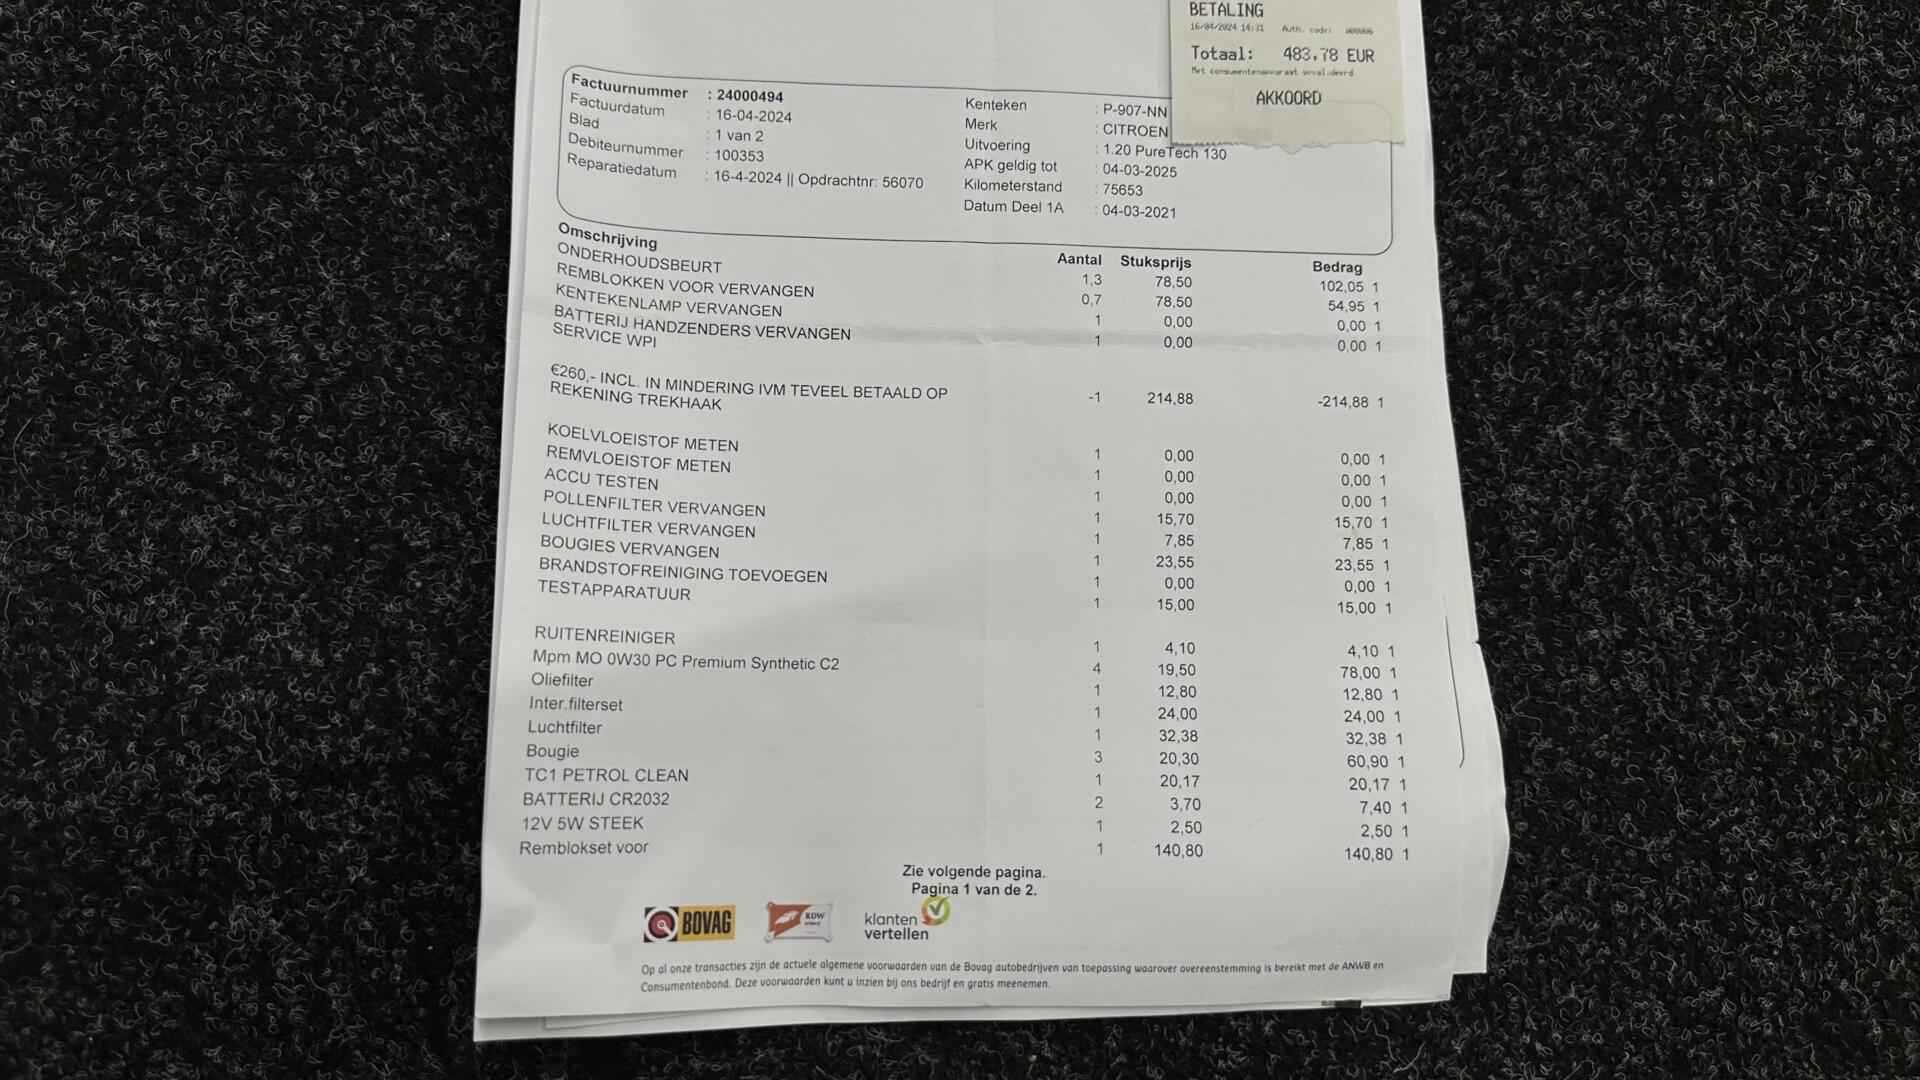 BETALING
16/04/2024 14:31 Auth. code:
Totaal: 483,78 EUR
Met consumentenapparaat gevalideerd
AKKOORD
Factuurnummer : 24000494
Factuurdatum : 16-04-2024
Blad : 1 van 2
Debiteurnummer : 100353
Reparatiedatum : 16-4-2024 || Opdrachtnr: 56070
Kenteken : P-907-NN
Merk : CITROEN
Uitvoering : 1.20 PureTech 130
APK geldig tot : 04-03-2025
Kilometerstand : 75653
Datum Deel 1A : 04-03-2021
Omschrijving Aantal Stuksprijs Bedrag
ONDERHOUDSBEURT 1,3 78,50 102,05 1
REMBLOKKEN VOOR VERVANGEN 0,7 78,50 54,95 1
KENTEKENLAMP VERVANGEN 1 0,00 0,00 1
BATTERIJ HANDZENDERS VERVANGEN 1 0,00 0,00 1
SERVICE WPI
€260,- INCL. IN MINDERING IVM TEVEEL BETAALD OP -1 214,88 -214,88 1
REKENING TREKHAAK
KOELVLOEISTOF METEN 1 0,00 0,00 1
REMVLOEISTOF METEN 1 0,00 0,00 1
ACCU TESTEN 1 0,00 0,00 1
POLLENFILTER VERVANGEN 1 15,70 15,70 1
LUCHTFILTER VERVANGEN 1 7,85 7,85 1
BOUGIES VERVANGEN 1 23,55 23,55 1
BRANDSTOFREINIGING TOEVOEGEN 1 0,00 0,00 1
TESTAPPARATUUR 1 15,00 15,00 1
RUITENREINIGER 1 4,10 4,10 1
Mpm MO 0W30 PC Premium Synthetic C2 4 19,50 78,00 1
Oliefilter 1 12,80 12,80 1
Inter.filterset 1 24,00 24,00 1
Luchtfilter 1 32,38 32,38 1
Bougie 3 20,30 60,90 1
TC1 PETROL CLEAN 1 20,17 20,17 1
BATTERIJ CR2032 2 3,70 7,40 1
12V 5W STEEK 1 2,50 2,50 1
Remblokset voor 1 140,80 140,80 1
Zie volgende pagina.
Pagina 1 van de 2.
BOVAG
RDW
klanten
vertellen
Op al onze transacties zijn de actuele algemene voorwaarden van de Bovag autobedrijven van toepassing waarover overeenstemming is bereikt met de ANWB en
Consumentenbond. Deze voorwaarden kunt u inzien bij ons bedrijf en gratis meenemen.